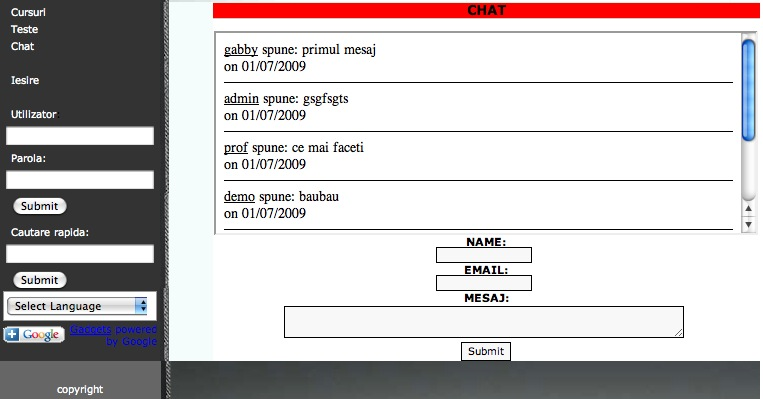 Cursuri
Teste
Chat
Iesire
Utilizator:
Parola:
Submit
Cautare rapida:
Submit
Select Language
Google
Gadgets powered
by Google
copyright
CHAT
gabby spune: primul mesaj
on 01/07/2009
admin spune: gsgfsgts
on 01/07/2009
prof spune: ce mai faceti
on 01/07/2009
demo spune: baubau
on 01/07/2009
NAME:
EMAIL:
MESAJ:
Submit